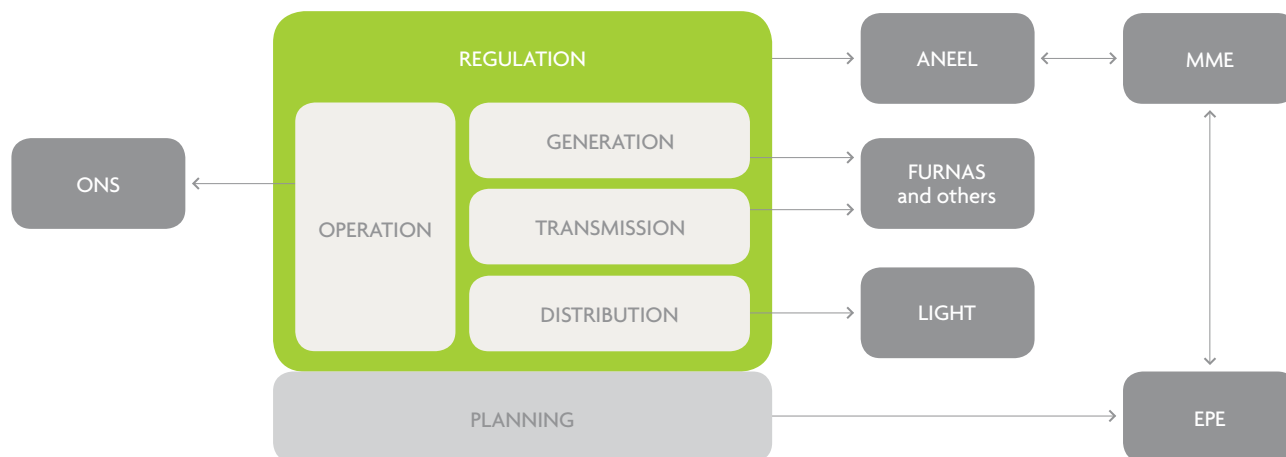 REGULATION
ANEEL
MME
GENERATION
ONS
FURNAS
and others
OPERATION
TRANSMISSION
DISTRIBUTION
LIGHT
PLANNING
EPE